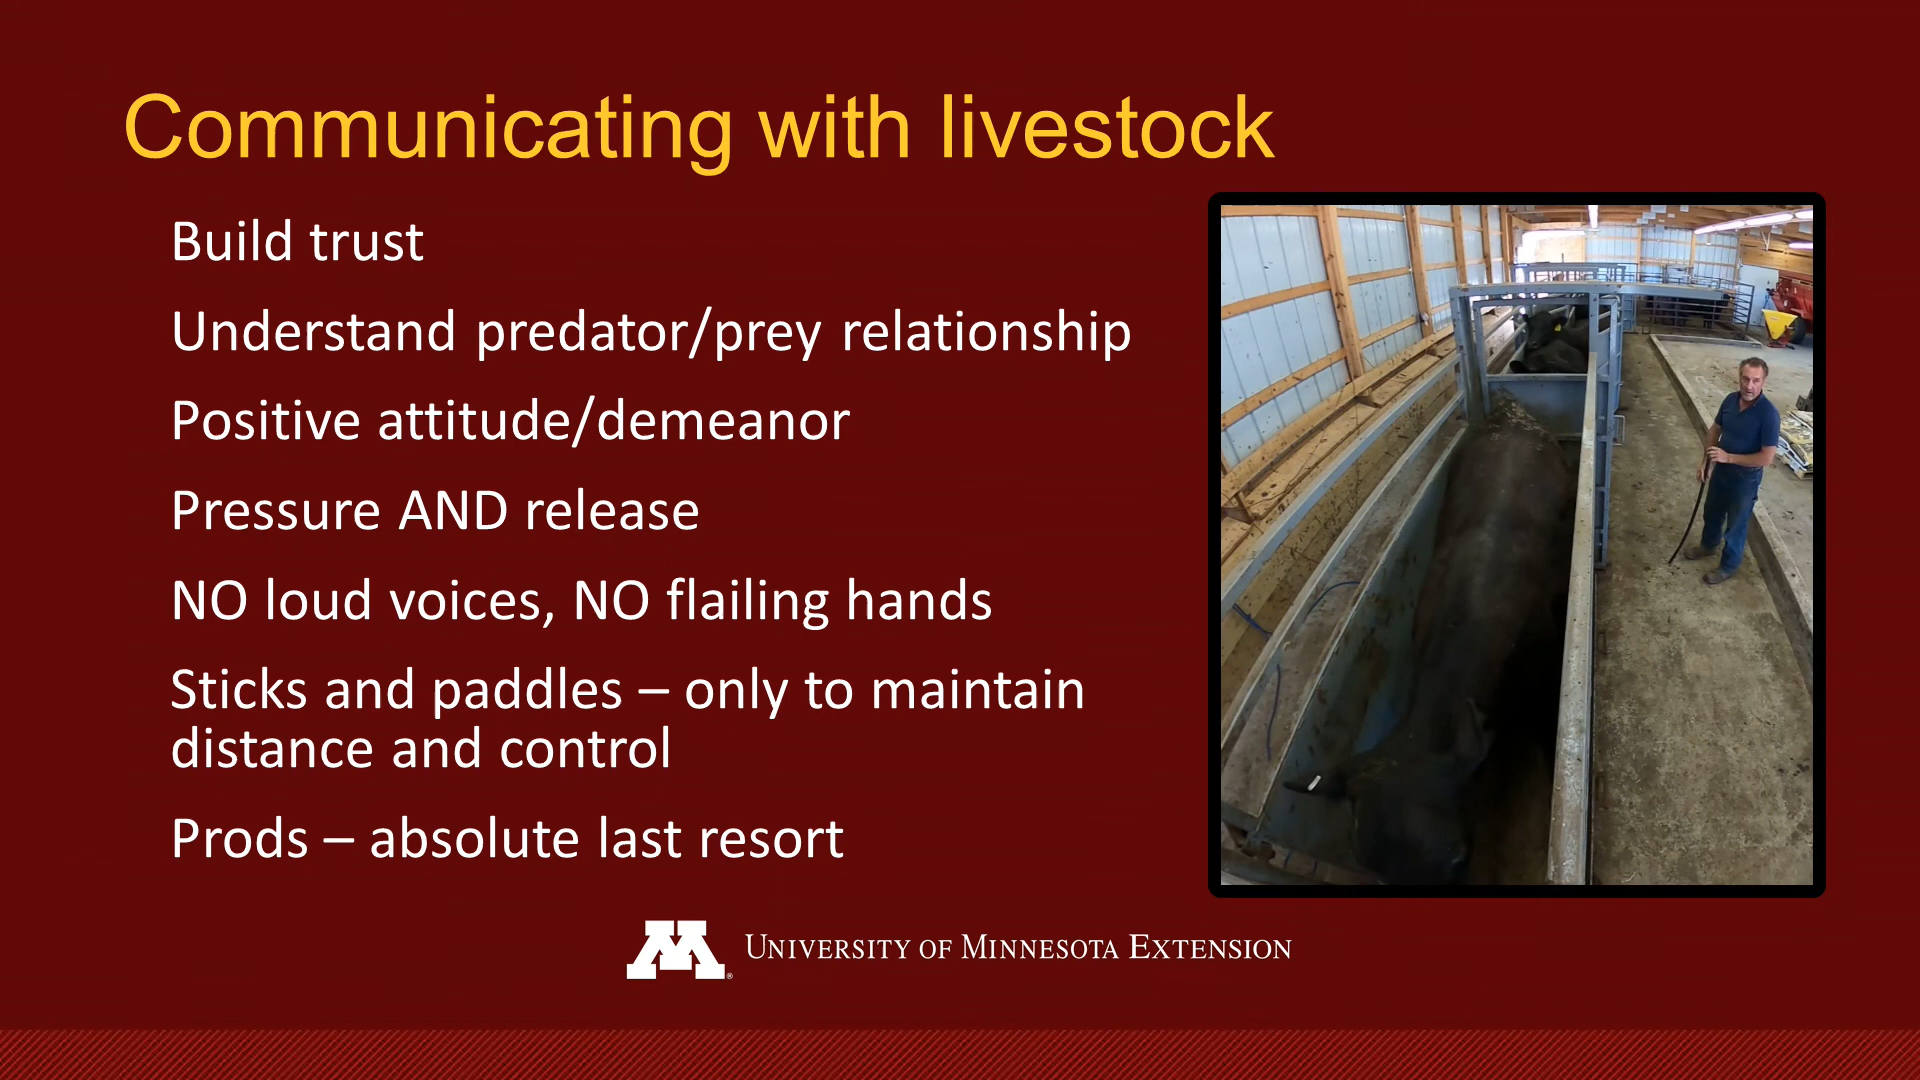 Communicating with livestock
Build trust
Understand predator/prey relationship
Positive attitude/demeanor
Pressure AND release
NO loud voices, NO flailing hands
Sticks and paddles – only to maintain
distance and control
Prods – absolute last resort
M®
UNIVERSITY OF MINNESOTA EXTENSION